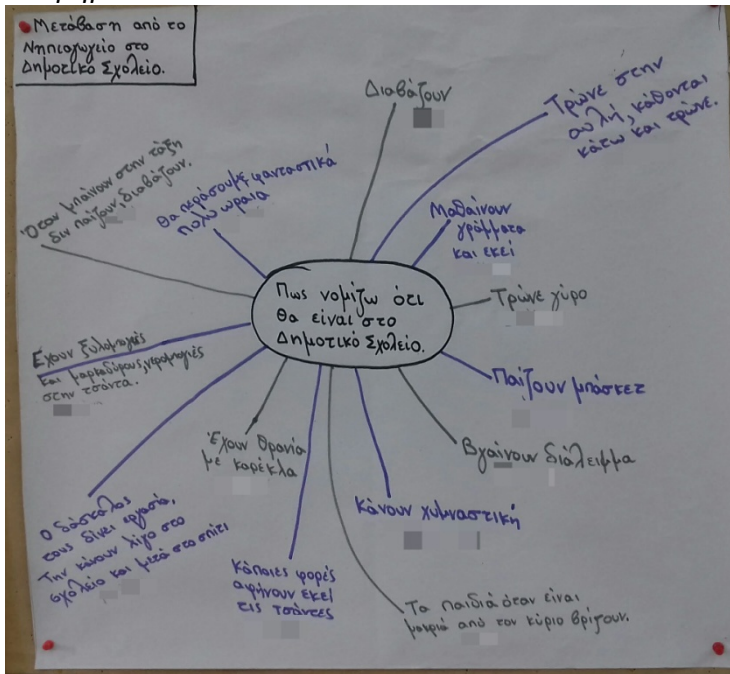 Μετάβαση από το
Νηπιαγωγείο στο
Δημοτικό Σχολείο.
Διαβάζουν
Τρώνε στην
αυλή, κάθονται
κάτω και τρώνε.
Όταν μπαίνουν στην τάξη
δεν παίζουν, διαβάζουν.
Θα περάσουμε φανταστικά
πολύ ωραία
Μαθαίνουν
γράμματα
και εκεί
Πως νομίζω ότι
θα είναι στο
Δημοτικό Σχολείο.
Τρώνε γύρο
Έχουν ξυλομπογιές
και μαρκαδόρους, νερομπογιές
στην τσάντα.
Παίζουν μπάσκετ
Έχουν θρανία
με καρέκλα
Βγαίνουν διάλειμμα
Κάνουν γυμναστική
Ο δάσκαλος
τους δίνει εργασία,
Την κάνουν λίγο στο
σχολείο και μετά στο σπίτι
Κάποιες φορές
αφήνουν εκεί
τις τσάντες
Τα παιδιά όταν είναι
μακριά από τον κύριο βρίζουν.